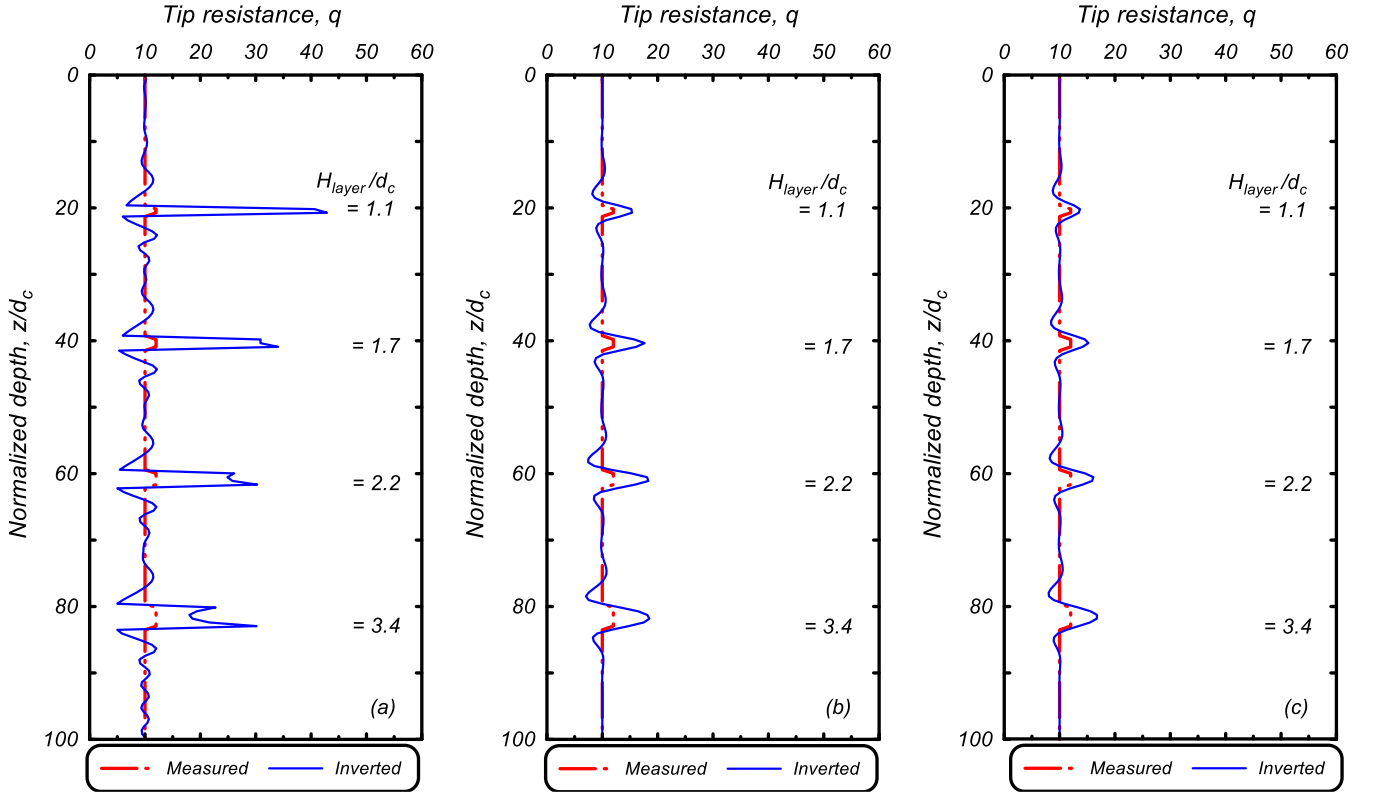 Tip resistance, q
0 10 20 30 40 50 60
0
20
40
60
80
100
Normalized depth, z/dc
Hlayer/dc
= 1.1
= 1.7
= 2.2
= 3.4
(a)
Measured Inverted
Tip resistance, q
0 10 20 30 40 50 60
0
20
40
60
80
100
Normalized depth, z/dc
Hlayer/dc
= 1.1
= 1.7
= 2.2
= 3.4
(b)
Measured Inverted
Tip resistance, q
0 10 20 30 40 50 60
0
20
40
60
80
100
Normalized depth, z/dc
Hlayer/dc
= 1.1
= 1.7
= 2.2
= 3.4
(c)
Measured Inverted